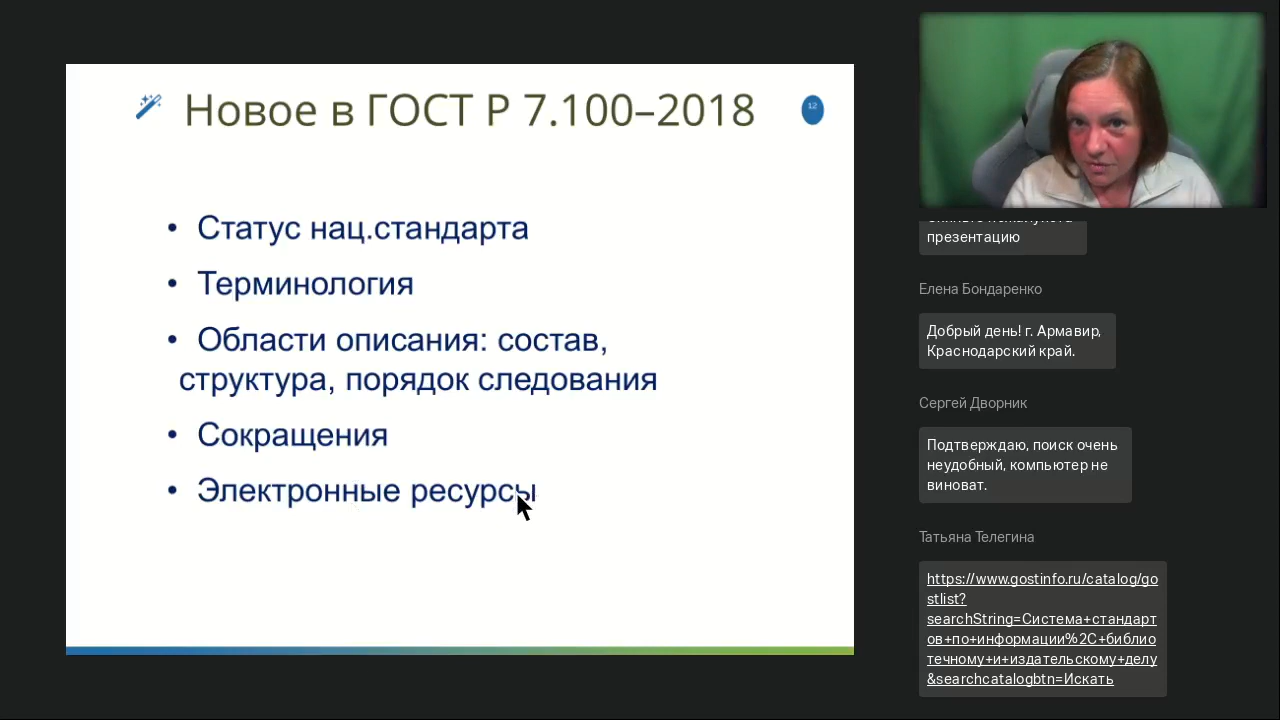 Новое в ГОСТ Р 7.100–2018
12
• Статус нац.стандарта
• Терминология
• Области описания: состав,
структура, порядок следования
• Сокращения
• Электронные ресурсы
презентацию
Елена Бондаренко
Добрый день! г. Армавир,
Краснодарский край.
Сергей Дворник
Подтверждаю, поиск очень
неудобный, компьютер не
виноват.
Татьяна Телегина
https://www.gostinfo.ru/catalog/go
stlist?
searchString=Система+стандарт
ов+по+информации%2C+библио
течному+и+издательскому+делу
&searchcatalogbtn=Искать